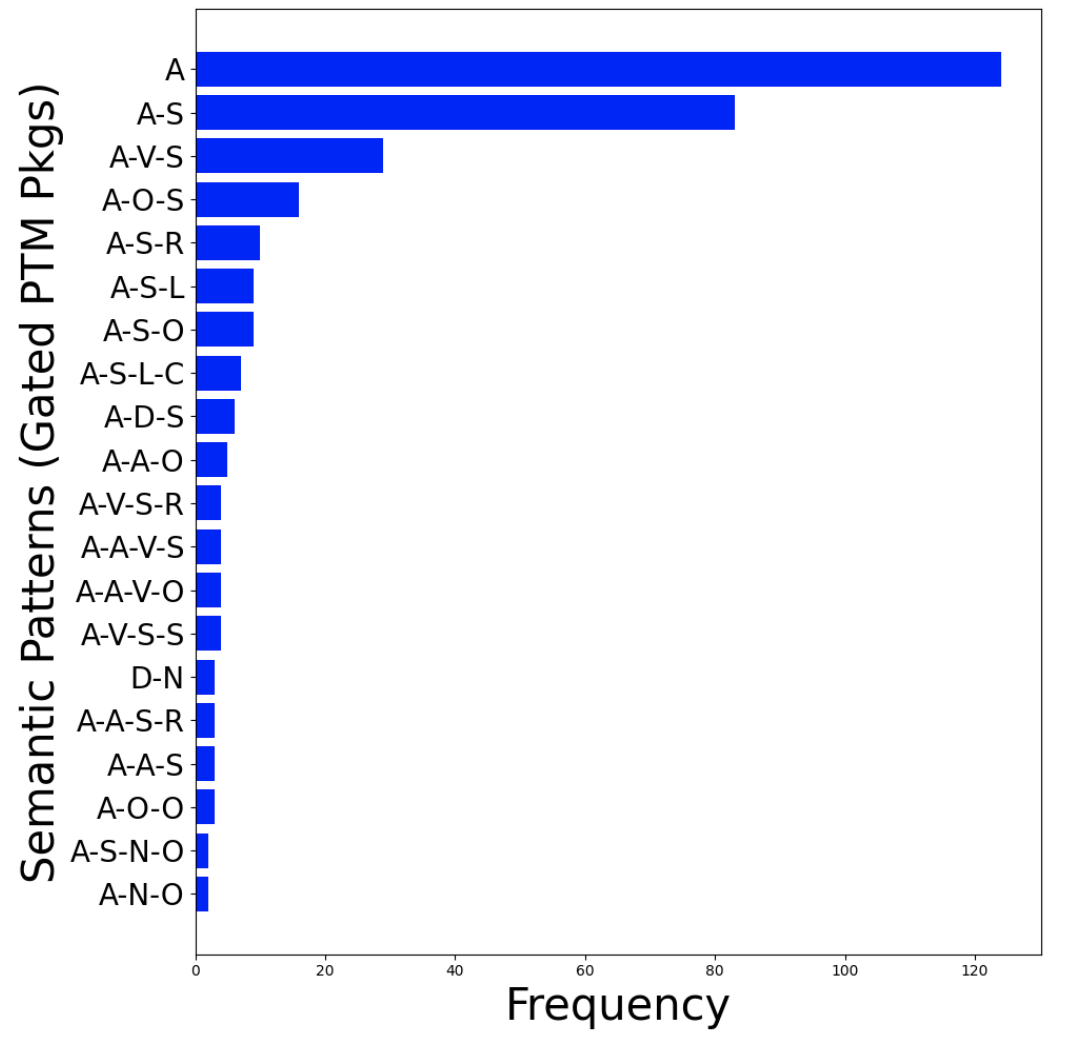 Semantic Patterns (Gated PTM Pkgs)
A
A-S
A-V-S
A-O-S
A-S-R
A-S-L
A-S-O
A-S-L-C
A-D-S
A-A-O
A-V-S-R
A-A-V-S
A-A-V-O
A-V-S-S
D-N
A-A-S-R
A-A-S
A-O-O
A-S-N-O
A-N-O
0 20 40 60 80 100 120
Frequency